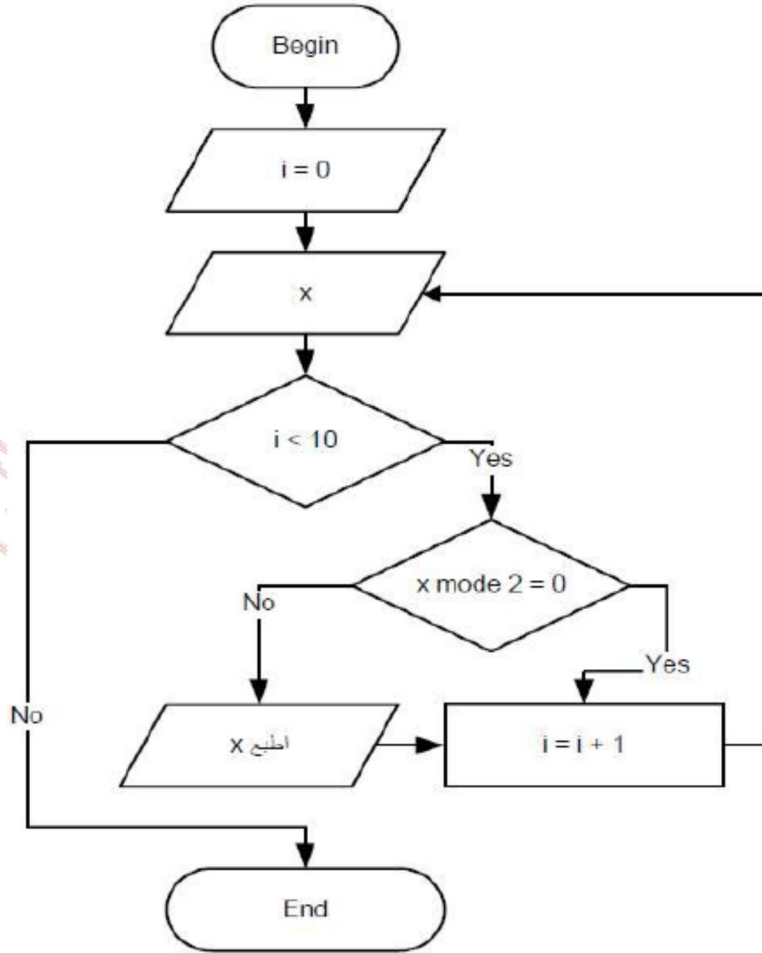 Begin
i = 0
x
i < 10
Yes
x mode 2 = 0
No
Yes
No
اطبع x
i = i + 1
End